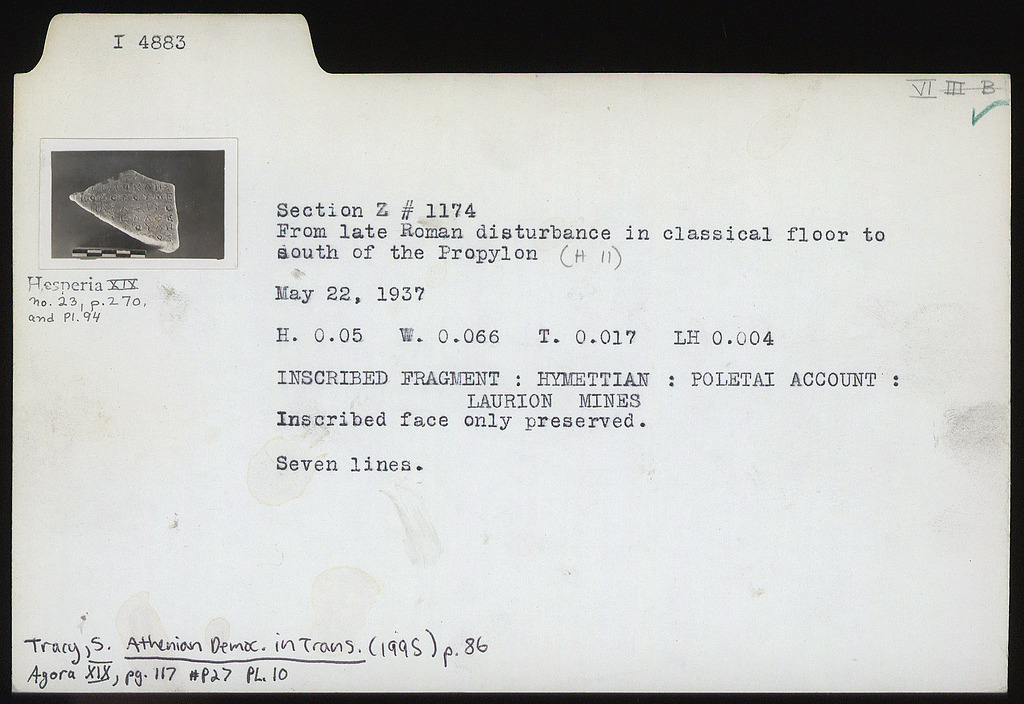 I 4883
VI III B
Section Z # 1174
From late Roman disturbance in classical floor to
south of the Propylon (H 11)
May 22, 1937
H. 0.05 W. 0.066 T. 0.017 LH 0.004
INSCRIBED FRAGMENT : HYMETTIAN : POLETAI ACCOUNT :
LAURION MINES
Inscribed face only preserved.
Seven lines.
Hesperia XIX
no. 23, p. 270,
and Pl. 94
Tracy, S. Athenian Democ. in Trans. (1995) p. 86
Agora XIX, pg. 117 #P27 PL. 10